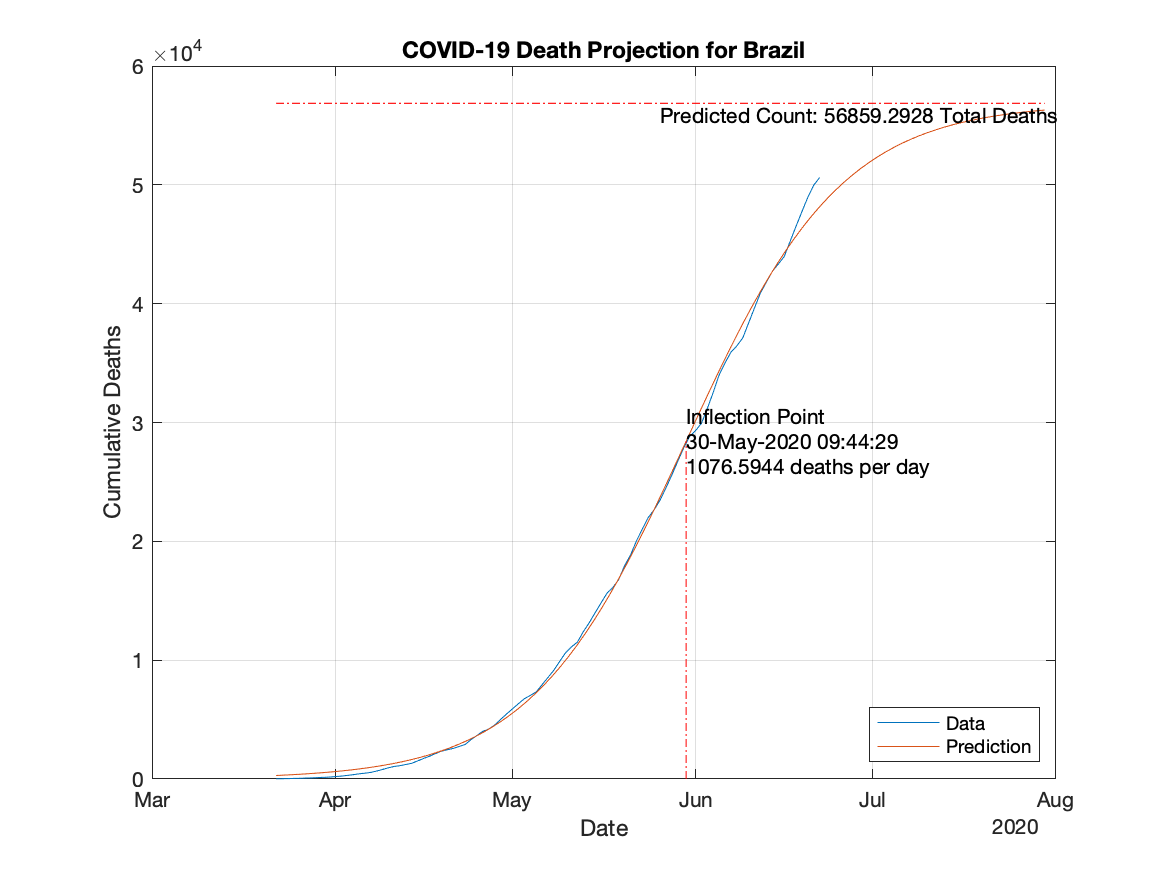 ×10⁴
COVID-19 Death Projection for Brazil
6
5
4
3
2
1
0
Cumulative Deaths
Predicted Count: 56859.2928 Total Deaths
Inflection Point
30-May-2020 09:44:29
1076.5944 deaths per day
Data
Prediction
Mar Apr May Jun Jul Aug
Date
2020